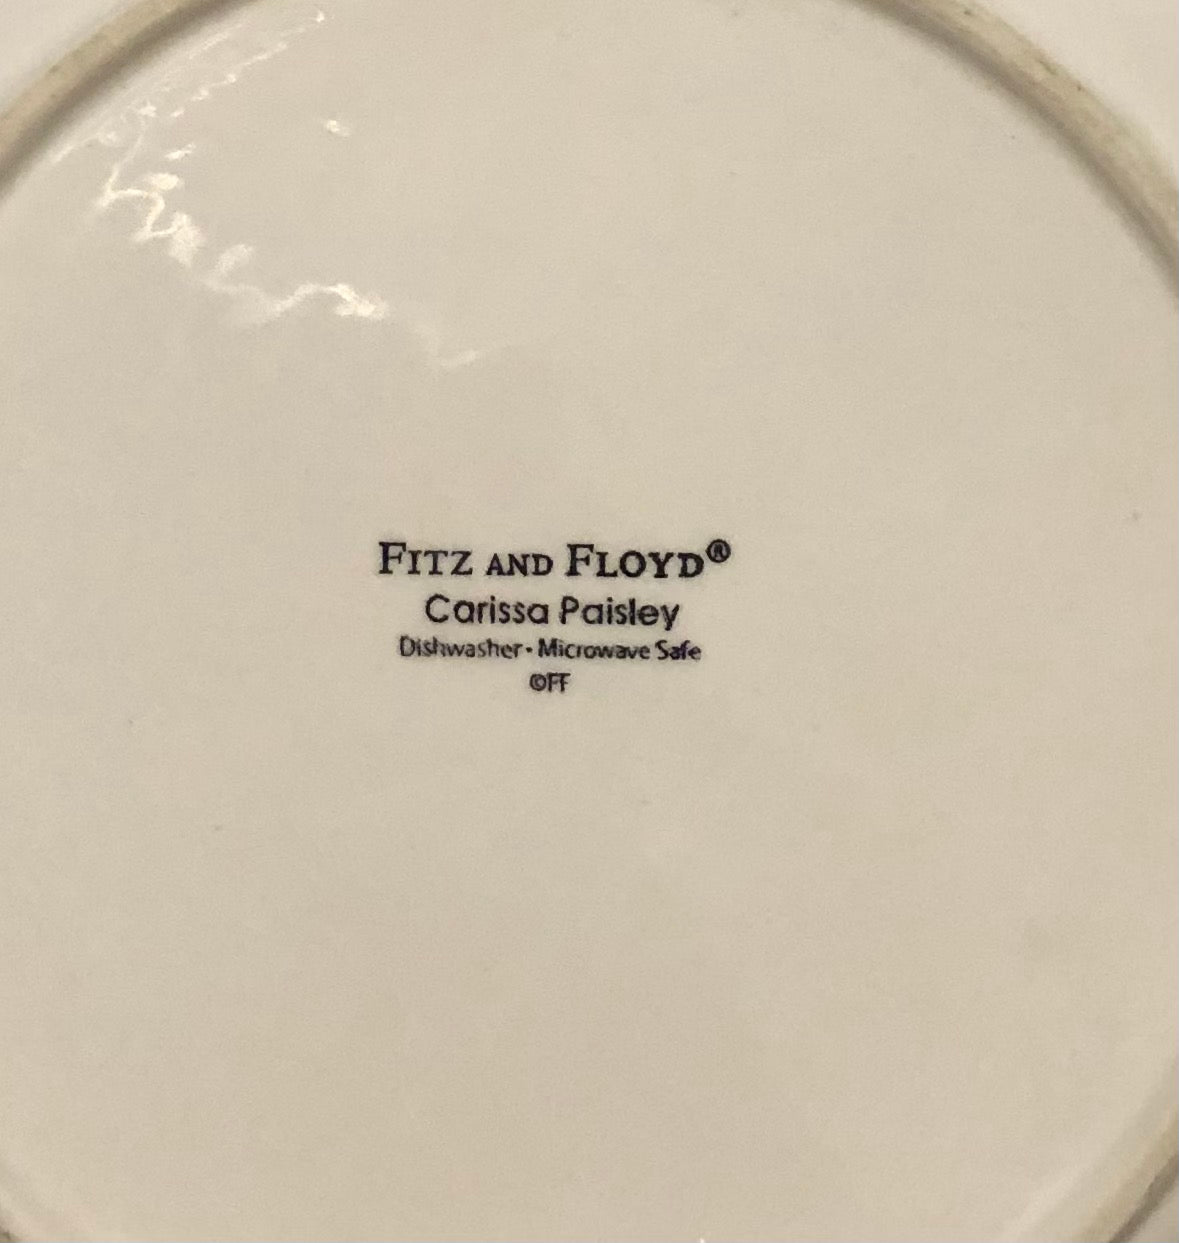 FITZ AND FLOYD®
Carissa Paisley
Dishwasher • Microwave Safe
©FF